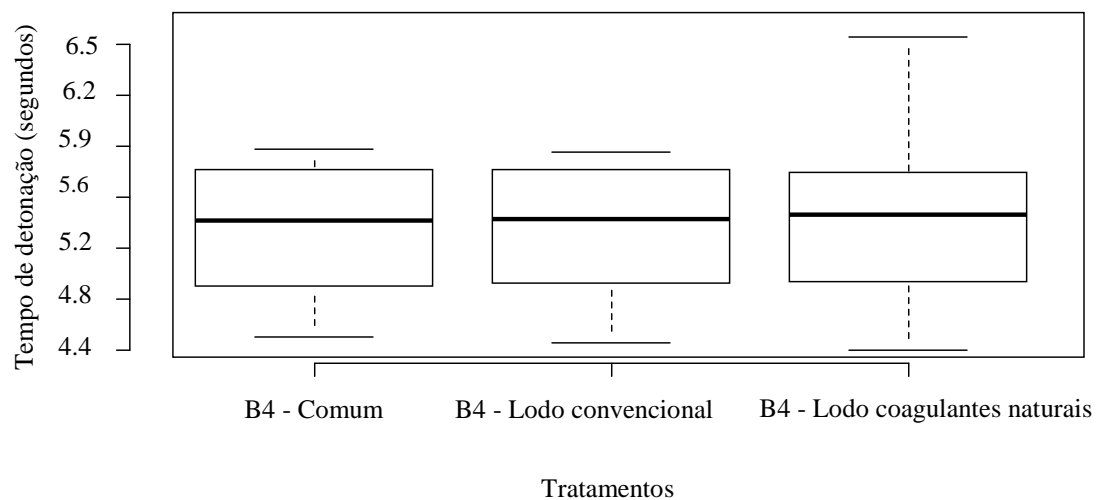 Tempo de detonação (segundos)
6.5
6.2
5.9
5.6
5.2
4.8
4.4
B4 - Comum
B4 - Lodo convencional
B4 - Lodo coagulantes naturais
Tratamentos